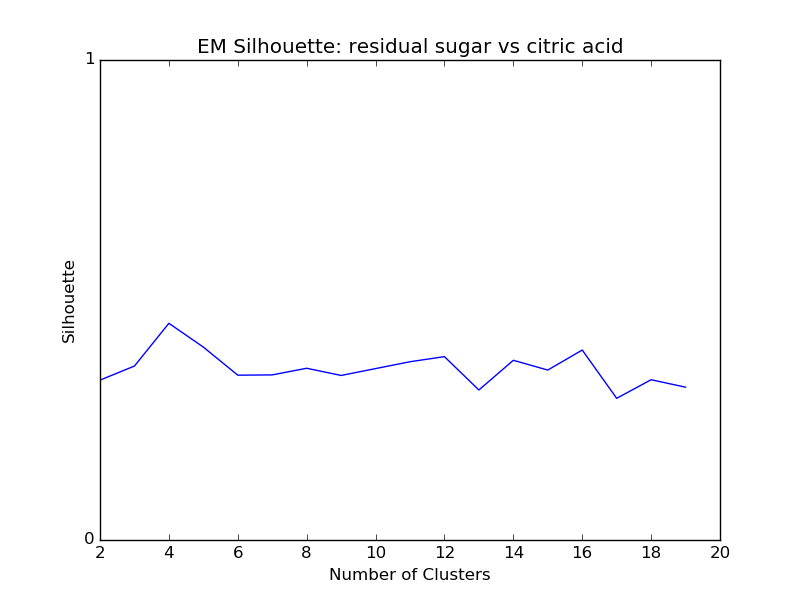 EM Silhouette: residual sugar vs citric acid
1
Silhouette
0
2 4 6 8 10 12 14 16 18 20
Number of Clusters